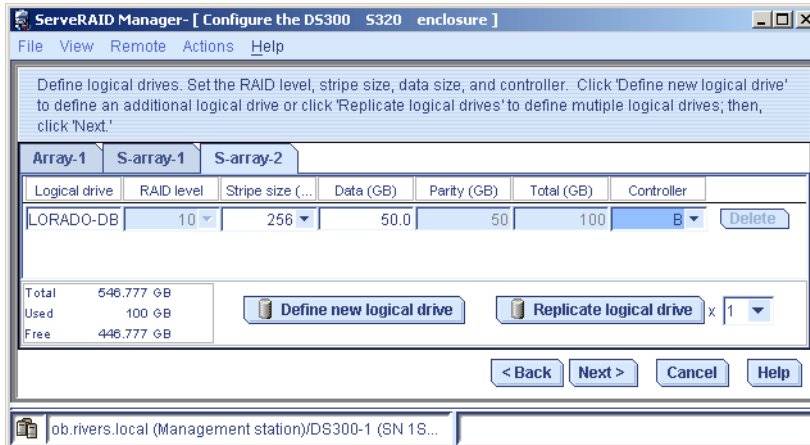 ServeRAID Manager- [ Configure the DS300 S320 enclosure ]
File View Remote Actions Help
Define logical drives. Set the RAID level, stripe size, data size, and controller. Click 'Define new logical drive'
to define an additional logical drive or click 'Replicate logical drives' to define mutiple logical drives; then,
click 'Next.'
Array-1 S-array-1 S-array-2
Logical drive RAID level Stripe size (... Data (GB) Parity (GB) Total (GB) Controller
LORADO-DB 10 256 50.0 50 100 B Delete
Total 546.777 GB
Used 100 GB
Free 446.777 GB
Define new logical drive Replicate logical drive x 1
< Back Next > Cancel Help
ob.rivers.local (Management station)/DS300-1 (SN 1S...